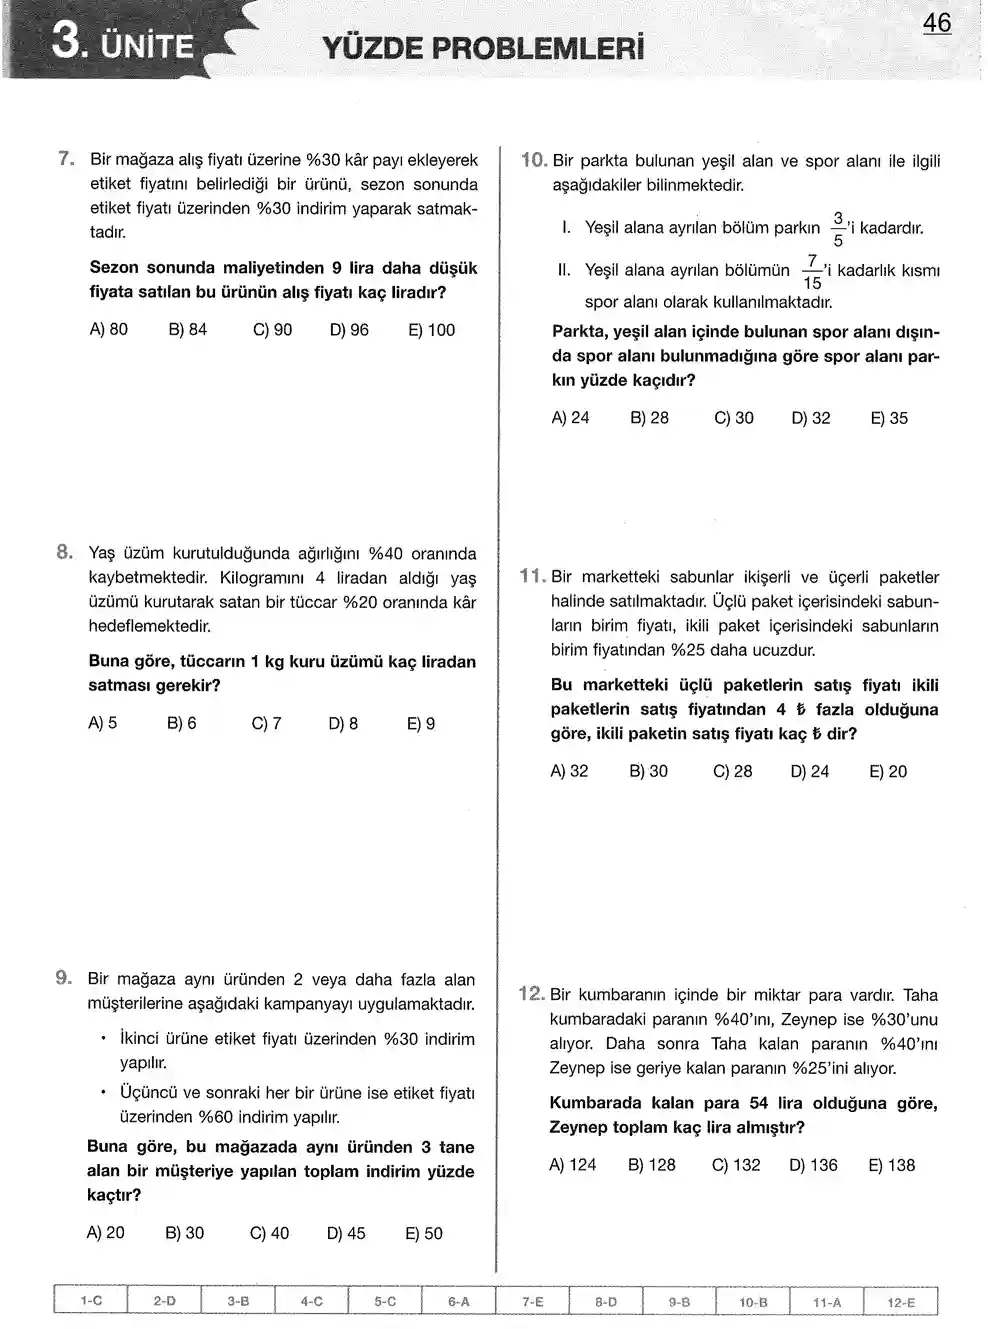 3. ÜNİTE
YÜZDE PROBLEMLERİ
46
7. Bir mağaza alış fiyatı üzerine %30 kâr payı ekleyerek
etiket fiyatını belirlediği bir ürünü, sezon sonunda
etiket fiyatı üzerinden %30 indirim yaparak satmak-
tadır.
Sezon sonunda maliyetinden 9 lira daha düşük
fiyata satılan bu ürünün alış fiyatı kaç liradır?
A) 80 B) 84 C) 90 D) 96 E) 100
8. Yaş üzüm kurutulduğunda ağırlığını %40 oranında
kaybetmektedir. Kilogramını 4 liradan aldığı yaş
üzümü kurutarak satan bir tüccar %20 oranında kâr
hedeflemektedir.
Buna göre, tüccarın 1 kg kuru üzümü kaç liradan
satması gerekir?
A) 5 B) 6 C) 7 D) 8 E) 9
9. Bir mağaza aynı üründen 2 veya daha fazla alan
müşterilerine aşağıdaki kampanyayı uygulamaktadır.
• İkinci ürüne etiket fiyatı üzerinden %30 indirim
yapılır.
• Üçüncü ve sonraki her bir ürüne ise etiket fiyatı
üzerinden %60 indirim yapılır.
Buna göre, bu mağazada aynı üründen 3 tane
alan bir müşteriye yapılan toplam indirim yüzde
kaçtır?
A) 20 B) 30 C) 40 D) 45 E) 50
10. Bir parkta bulunan yeşil alan ve spor alanı ile ilgili
aşağıdakiler bilinmektedir.
I. Yeşil alana ayrılan bölüm parkın 3/5'i kadardır.
II. Yeşil alana ayrılan bölümün 7/15'i kadarlık kısmı
spor alanı olarak kullanılmaktadır.
Parkta, yeşil alan içinde bulunan spor alanı dışın-
da spor alanı bulunmadığına göre spor alanı par-
kın yüzde kaçıdır?
A) 24 B) 28 C) 30 D) 32 E) 35
11. Bir marketteki sabunlar ikişerli ve üçerli paketler
halinde satılmaktadır. Üçlü paket içerisindeki sabun-
ların birim fiyatı, ikili paket içerisindeki sabunların
birim fiyatından %25 daha ucuzdur.
Bu marketteki üçlü paketlerin satış fiyatı ikili
paketlerin satış fiyatından 4 ₺ fazla olduğuna
göre, ikili paketin satış fiyatı kaç ₺ dir?
A) 32 B) 30 C) 28 D) 24 E) 20
12. Bir kumbaranın içinde bir miktar para vardır. Taha
kumbaradaki paranın %40'ını, Zeynep ise %30'unu
alıyor. Daha sonra Taha kalan paranın %40'ını
Zeynep ise geriye kalan paranın %25'ini alıyor.
Kumbarada kalan para 54 lira olduğuna göre,
Zeynep toplam kaç lira almıştır?
A) 124 B) 128 C) 132 D) 136 E) 138
1-C 2-D 3-B 4-C 5-C 6-A 7-E 8-D 9-B 10-B 11-A 12-E